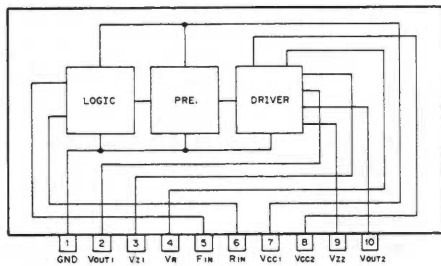 LOGIC PRE. DRIVER
1 2 3 4 5 6 7 8 9 10
GND VOUT1 VZ1 VR FIN RIN VCC1 VCC2 VZ2 VOUT2